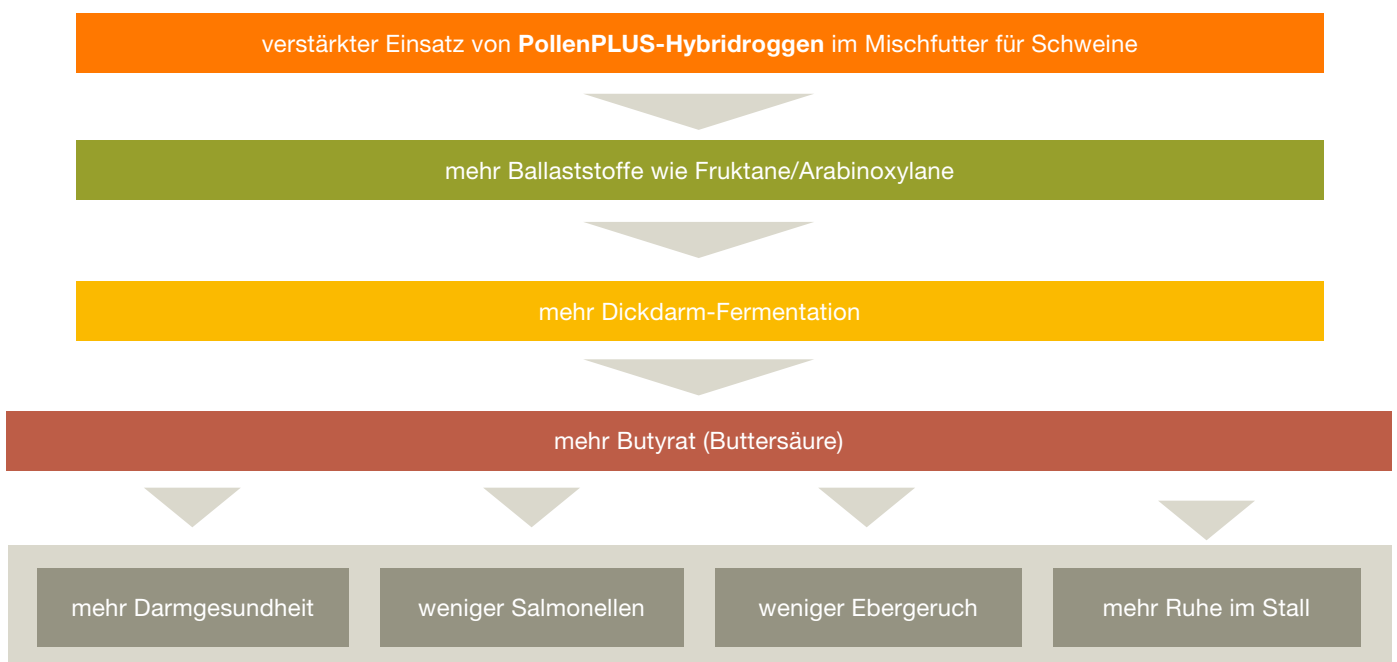 verstärkter Einsatz von PollenPLUS-Hybridroggen im Mischfutter für Schweine
mehr Ballaststoffe wie Fruktane/Arabinoxylane
mehr Dickdarm-Fermentation
mehr Butyrat (Buttersäure)
mehr Darmgesundheit
weniger Salmonellen
weniger Ebergeruch
mehr Ruhe im Stall